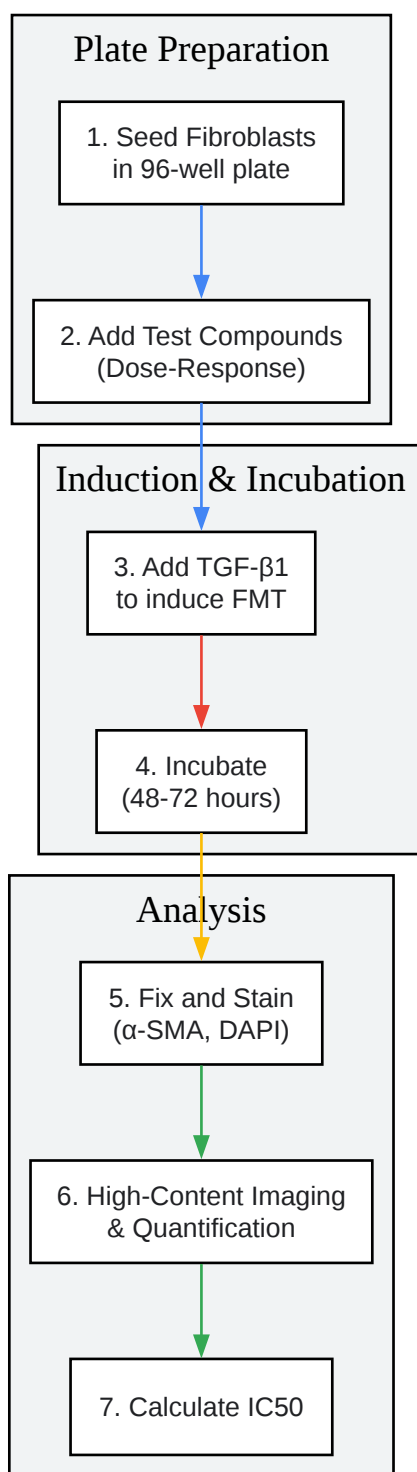 Plate Preparation
1. Seed Fibroblasts
in 96-well plate
2. Add Test Compounds
(Dose-Response)
Induction & Incubation
3. Add TGF-β1
to induce FMT
4. Incubate
(48-72 hours)
Analysis
5. Fix and Stain
(α-SMA, DAPI)
6. High-Content Imaging
& Quantification
7. Calculate IC50